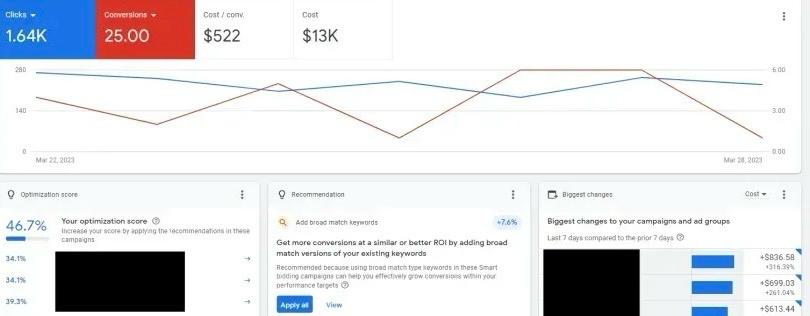 Clicks
Conversions
Cost / conv.
Cost
1.64K
25.00
$522
$13K
280
6.00
140
3.00
0
0.00
Mar 22, 2023
Mar 28, 2023
Optimization score
46.7%
Your optimization score
Increase your score by applying the recommendations in these
campaigns
34.1%
34.1%
39.3%
Recommendation
Add broad match keywords
+7.6%
Get more conversions at a similar or better ROI by adding broad
match versions of your existing keywords
Recommended because using broad match type keywords in these Smart
bidding campaigns can help you effectively grow conversions within your
performance targets
Apply all
View
Biggest changes
Cost
Biggest changes to your campaigns and ad groups
Last 7 days compared to the prior 7 days
+$836.58
+316.39%
+$699.03
+261.04%
+$613.44